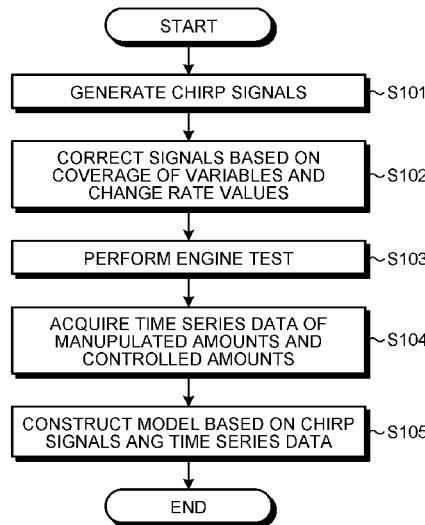 START
GENERATE CHIRP SIGNALS
S101
CORRECT SIGNALS BASED ON
COVERAGE OF VARIABLES AND
CHANGE RATE VALUES
S102
PERFORM ENGINE TEST
S103
ACQUIRE TIME SERIES DATA OF
MANUPULATED AMOUNTS AND
CONTROLLED AMOUNTS
S104
CONSTRUCT MODEL BASED ON CHIRP
SIGNALS ANG TIME SERIES DATA
S105
END